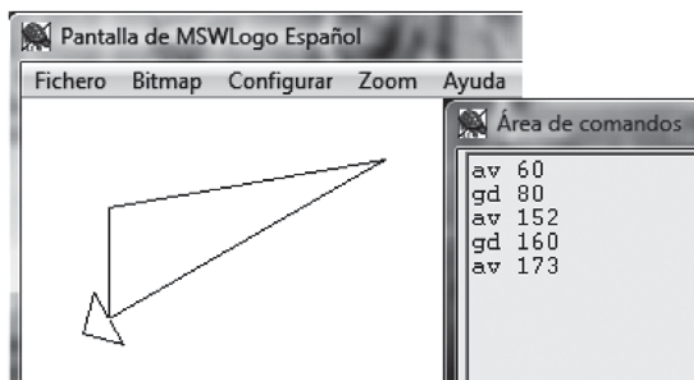 Pantalla de MSWLogo Español
Fichero Bitmap Configurar Zoom Ayuda
Área de comandos
av 60
gd 80
av 152
gd 160
av 173